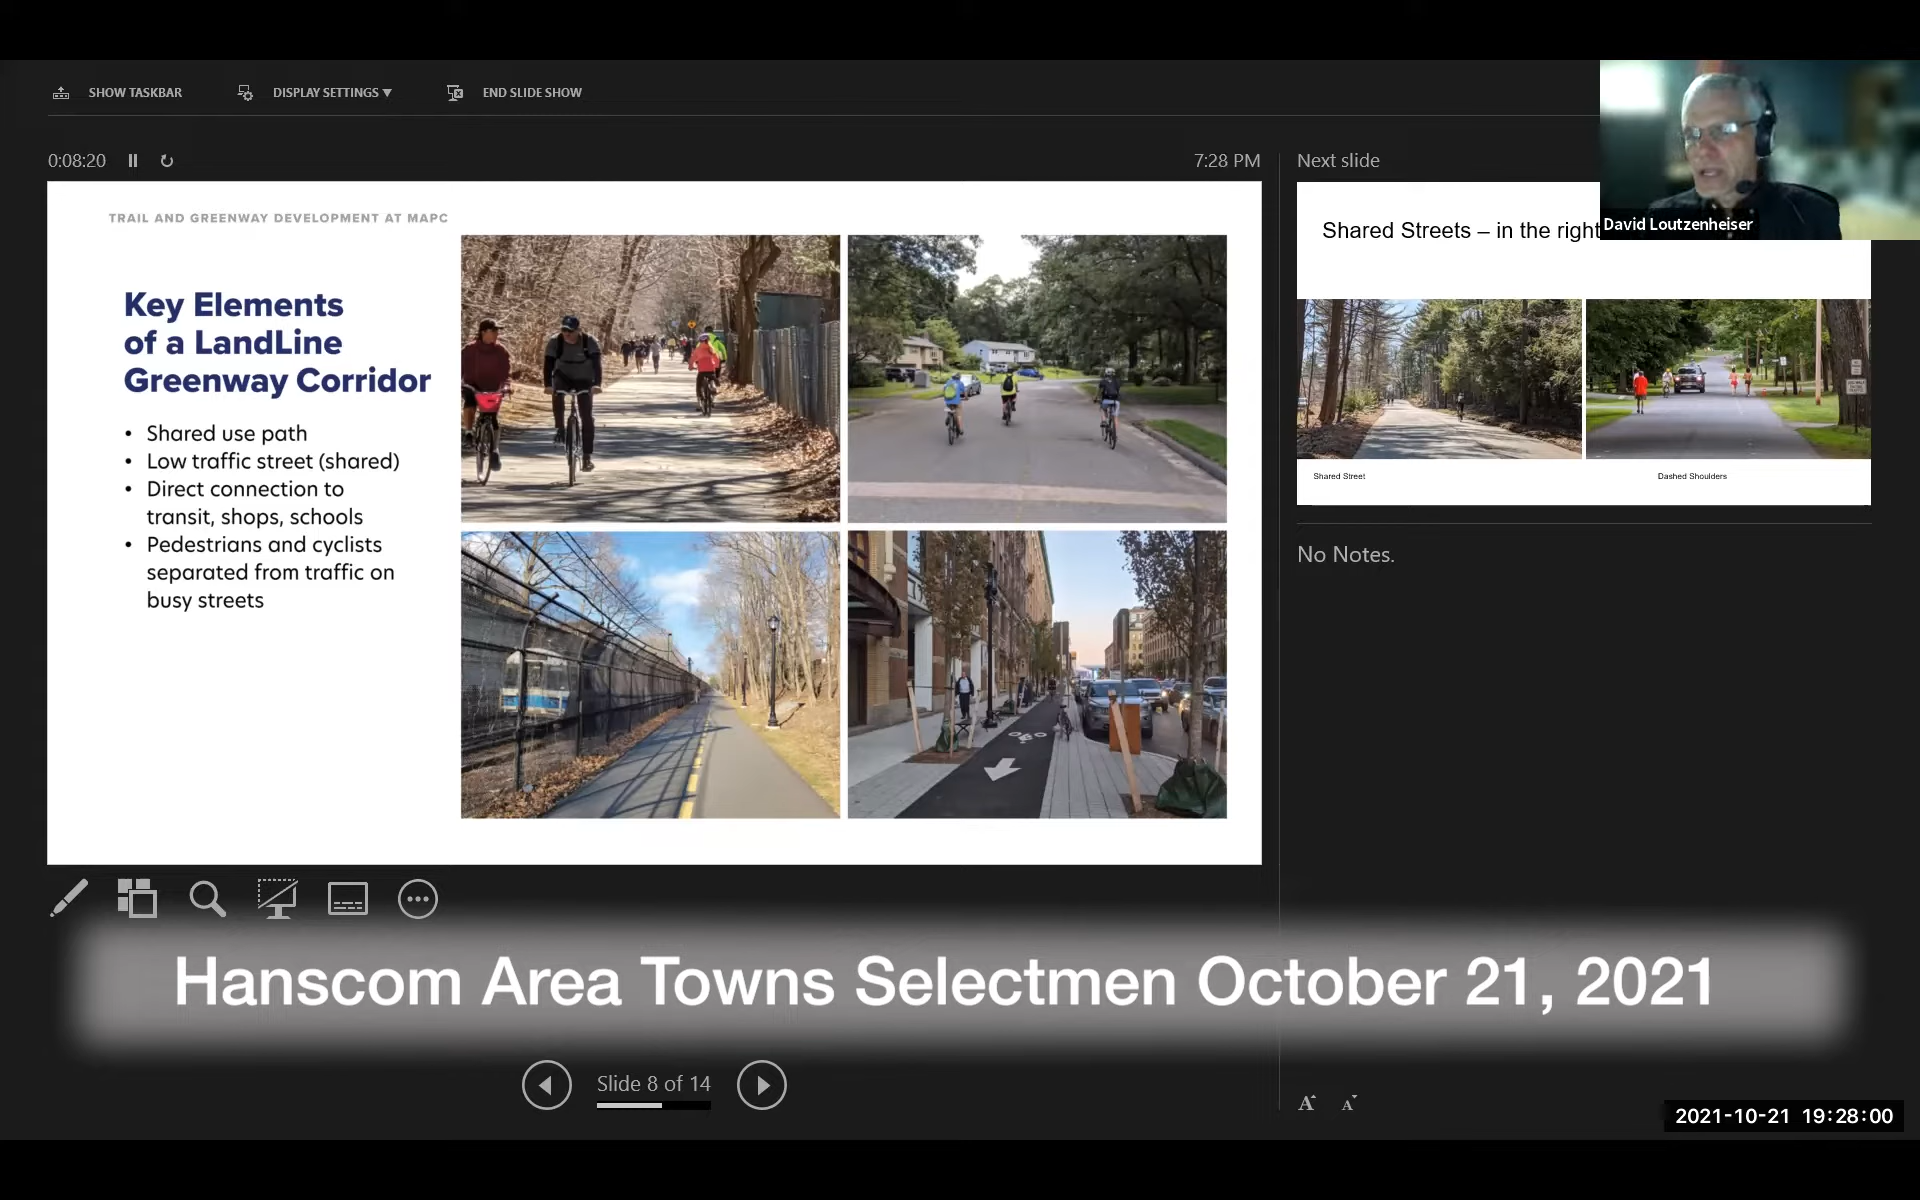 SHOW TASKBAR
DISPLAY SETTINGS
END SLIDE SHOW
0:08:20
7:28 PM
Next slide
TRAIL AND GREENWAY DEVELOPMENT AT MAPC
Key Elements
of a LandLine
Greenway Corridor
• Shared use path
• Low traffic street (shared)
• Direct connection to
transit, shops, schools
• Pedestrians and cyclists
separated from traffic on
busy streets
Shared Streets – in the right
David Loutzenheiser
Shared Street
Dashed Shoulders
No Notes.
Hanscom Area Towns Selectmen October 21, 2021
Slide 8 of 14
A A
2021-10-21 19:28:00